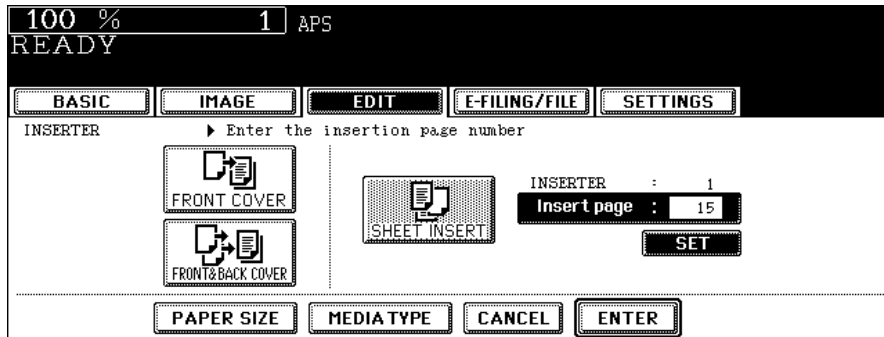 100 % 1 APS
READY
BASIC IMAGE EDIT E-FILING/FILE SETTINGS
INSERTER ▶ Enter the insertion page number
FRONT COVER
FRONT&BACK COVER
SHEET INSERT
INSERTER : 1
Insert page : 15
SET
PAPER SIZE MEDIA TYPE CANCEL ENTER